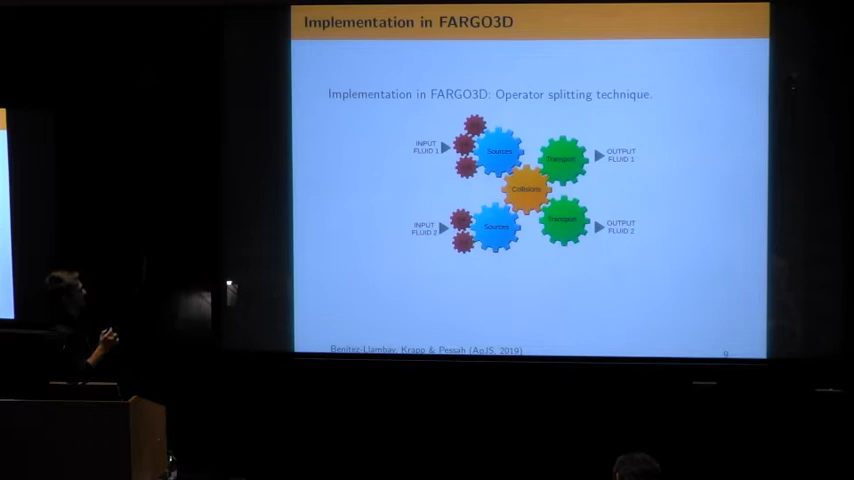 Implementation in FARGO3D
Implementation in FARGO3D: Operator splitting technique.
INPUT
FLUID 1
Sources
Transport
OUTPUT
FLUID 1
Collisions
INPUT
FLUID 2
Sources
Transport
OUTPUT
FLUID 2
Benítez-Llambay, Krapp & Pessah (ApJS, 2019)
9